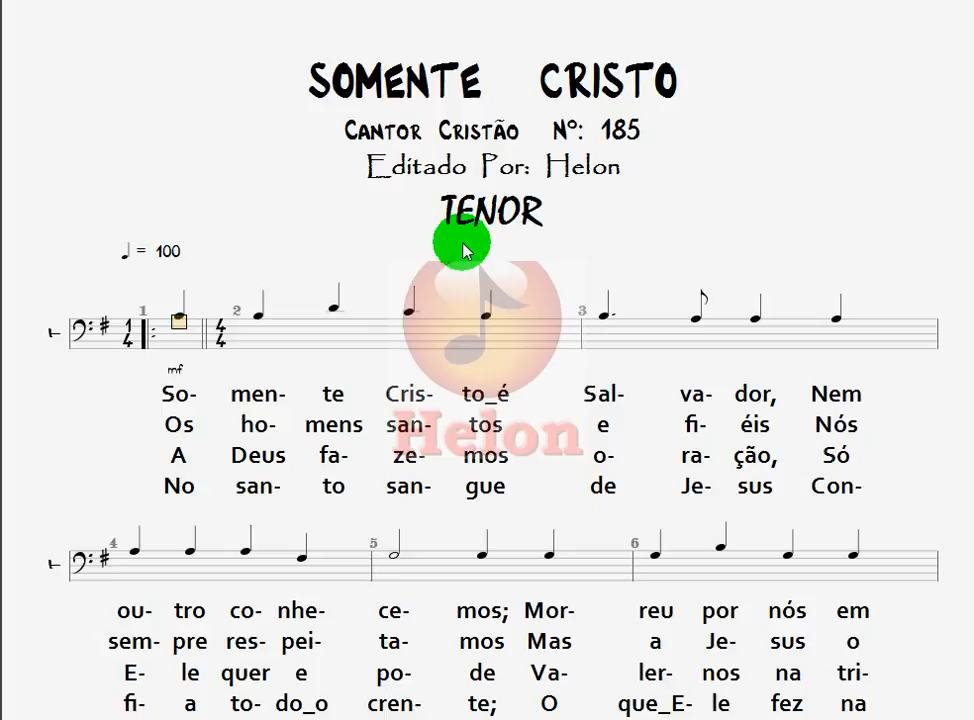 SOMENTE CRISTO
Cantor Cristão Nº: 185
Editado Por: Helon
TENOR
♩ = 100
1 2 3
T
1 4 4 4
mf
So- men- te Cris- to_é Sal- va- dor, Nem
Os ho- mens san- tos e fi- éis Nós
Helon
A Deus fa- ze- mos o- ra- ção, Só
No san- to san- gue de Je- sus Con-
4 5 6
T
ou- tro co- nhe- ce- mos; Mor- reu por nós em
sem- pre res- pei- ta- mos Mas a Je- sus o
E- le quer e po- de Va- ler- nos na tri-
fi- a to- do_o cren- te; O que_E- le fez na